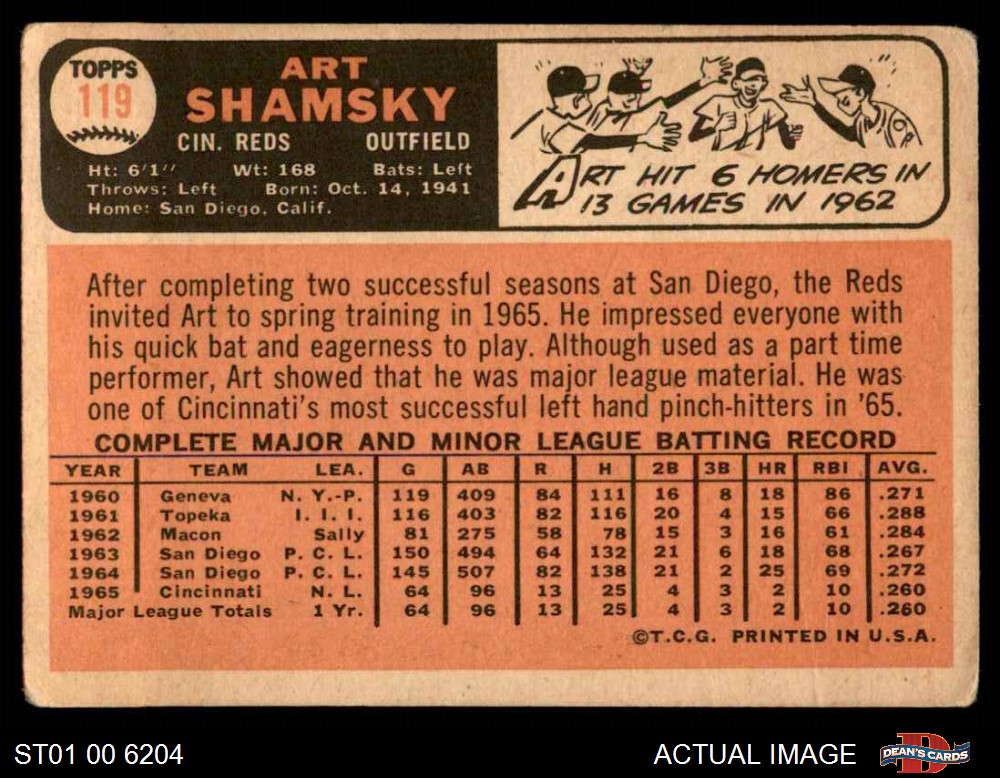 TOPPS
119
ART
SHAMSKY
CIN. REDS OUTFIELD
Ht: 6'1" Wt: 168 Bats: Left
Throws: Left Born: Oct. 14, 1941
Home: San Diego, Calif.
ART HIT 6 HOMERS IN
13 GAMES IN 1962
After completing two successful seasons at San Diego, the Reds
invited Art to spring training in 1965. He impressed everyone with
his quick bat and eagerness to play. Although used as a part time
performer, Art showed that he was major league material. He was
one of Cincinnati's most successful left hand pinch-hitters in '65.
COMPLETE MAJOR AND MINOR LEAGUE BATTING RECORD
YEAR TEAM LEA. G AB R H 2B 3B HR RBI AVG.
1960 Geneva N. Y.-P. 119 409 84 111 16 8 18 86 .271
1961 Topeka I. I. I. 116 403 82 116 20 4 15 66 .288
1962 Macon Sally 81 275 58 78 15 3 16 61 .284
1963 San Diego P. C. L. 150 494 64 132 21 6 18 68 .267
1964 San Diego P. C. L. 145 507 82 138 21 2 25 69 .272
1965 Cincinnati N. L. 64 96 13 25 4 3 2 10 .260
Major League Totals 1 Yr. 64 96 13 25 4 3 2 10 .260
©T.C.G. PRINTED IN U.S.A.
ST01 00 6204 ACTUAL IMAGE DEAN'S CARDS